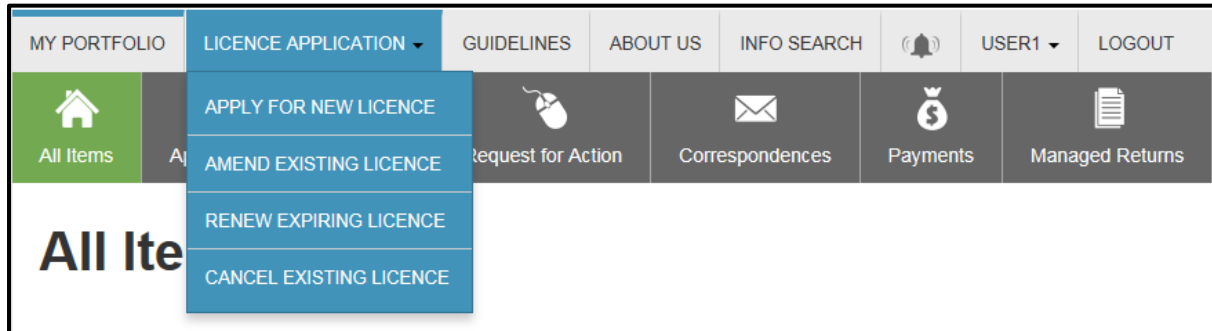 MY PORTFOLIO LICENCE APPLICATION GUIDELINES ABOUT US INFO SEARCH USER1 LOGOUT
APPLY FOR NEW LICENCE
AMEND EXISTING LICENCE
RENEW EXPIRING LICENCE
CANCEL EXISTING LICENCE
All Items Request for Action Correspondences Payments Managed Returns
All